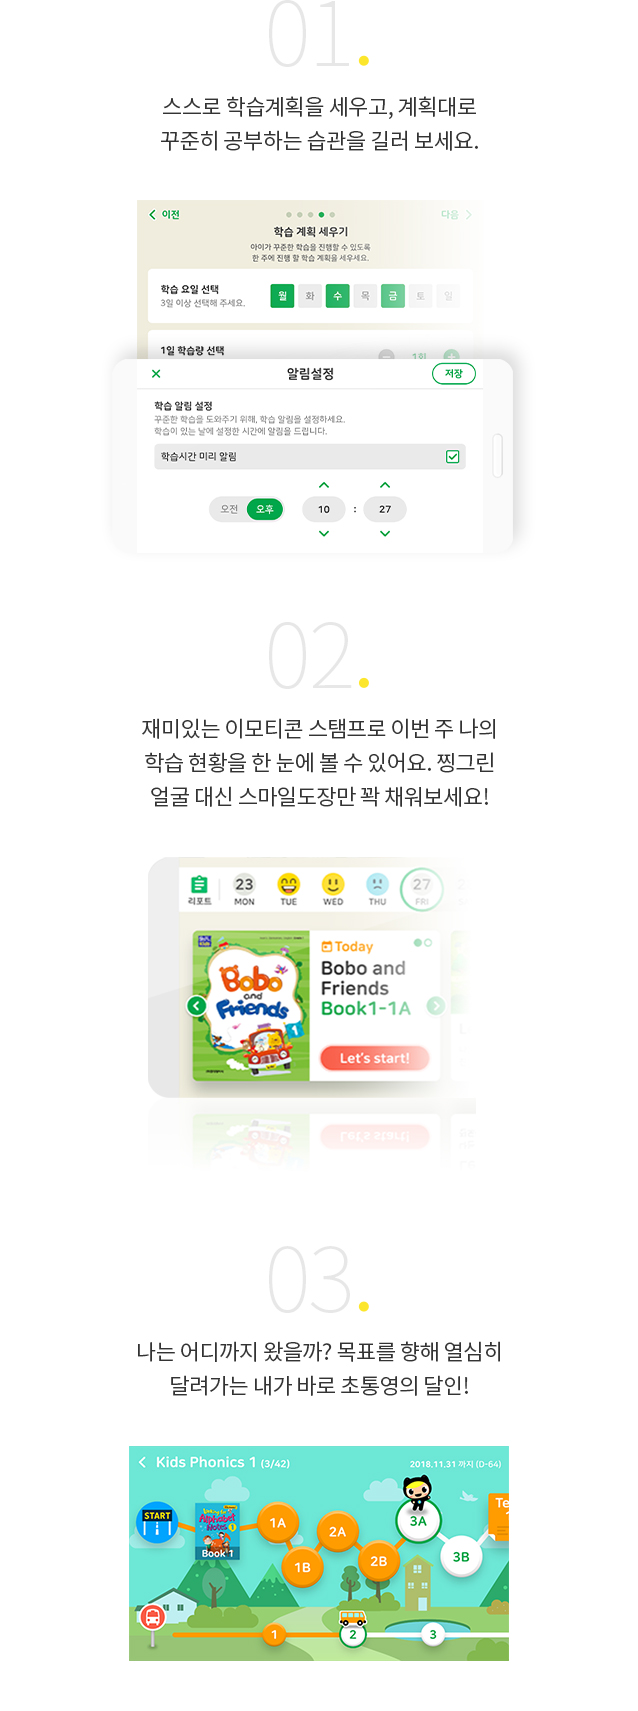 01.
스스로 학습계획을 세우고, 계획대로
꾸준히 공부하는 습관을 길러 보세요.
이전
다음
학습 계획 세우기
아이가 꾸준한 학습을 진행할 수 있도록
한 주에 진행 할 학습 계획을 세우세요.
학습 요일 선택
3일 이상 선택해 주세요.
월 화 수 목 금 토 일
1일 학습량 선택
1회
알림설정
저장
학습 알림 설정
꾸준한 학습을 도와주기 위해, 학습 알림을 설정하세요.
학습이 있는 날에 설정한 시간에 알림을 드립니다.
학습시간 미리 알림
오전 오후 10 : 27
02.
재미있는 이모티콘 스탬프로 이번 주 나의
학습 현황을 한 눈에 볼 수 있어요. 찡그린
얼굴 대신 스마일도장만 꽉 채워보세요!
23 27
리포트 MON TUE WED THU FRI
Bobo
and
Friends
1
Today
Bobo and
Friends
Book1-1A
Let's start!
03.
나는 어디까지 왔을까? 목표를 향해 열심히
달려가는 내가 바로 초통영의 달인!
Kids Phonics 1 (3/42)
2018.11.31 까지 (D-64)
START
Alphabet
Notes 1
Book 1
1A
1B
2A
2B
3A
3B
Te
1 2 3